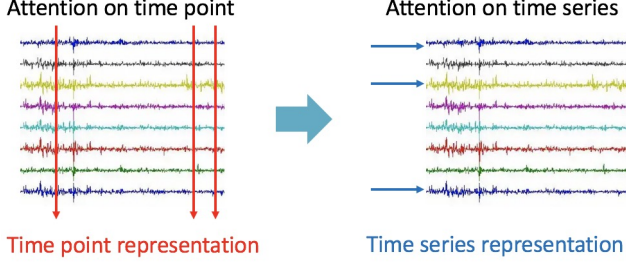 Attention on time point
Attention on time series
Time point representation
Time series representation